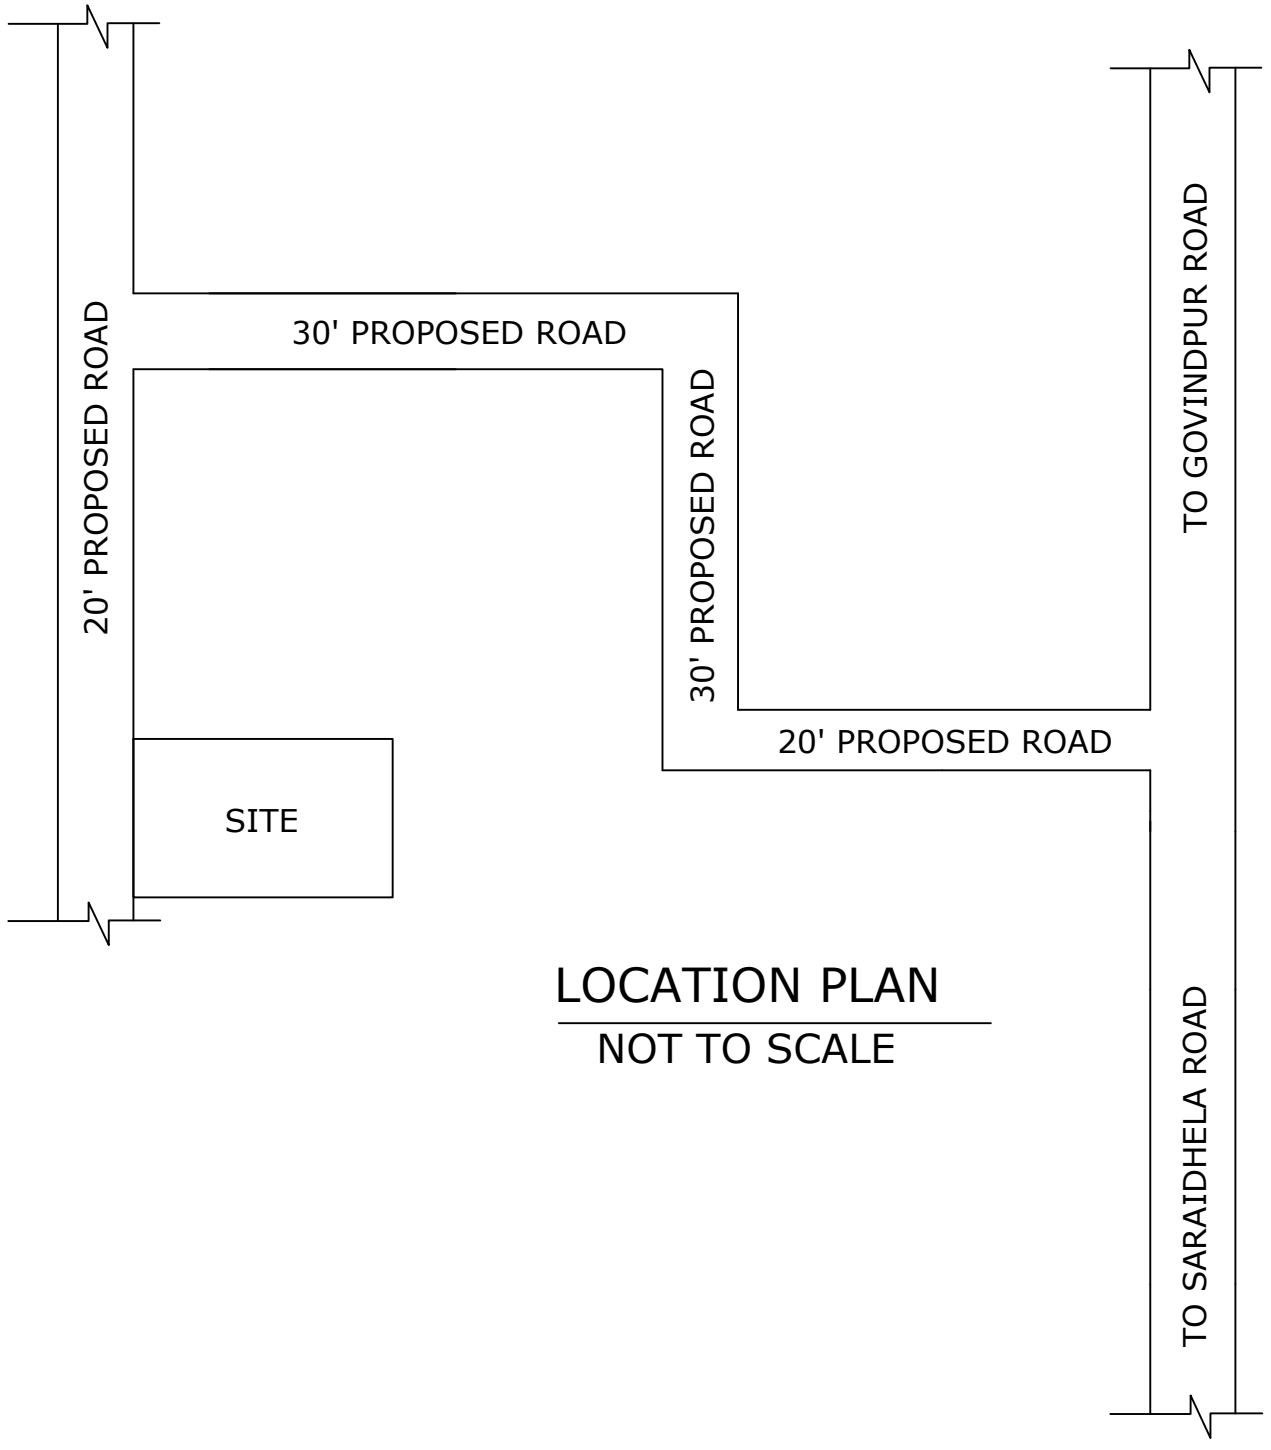 TO GOVINDPUR ROAD
30' PROPOSED ROAD
20' PROPOSED ROAD
30' PROPOSED ROAD
20' PROPOSED ROAD
SITE
LOCATION PLAN
NOT TO SCALE
TO SARAIDHELA ROAD